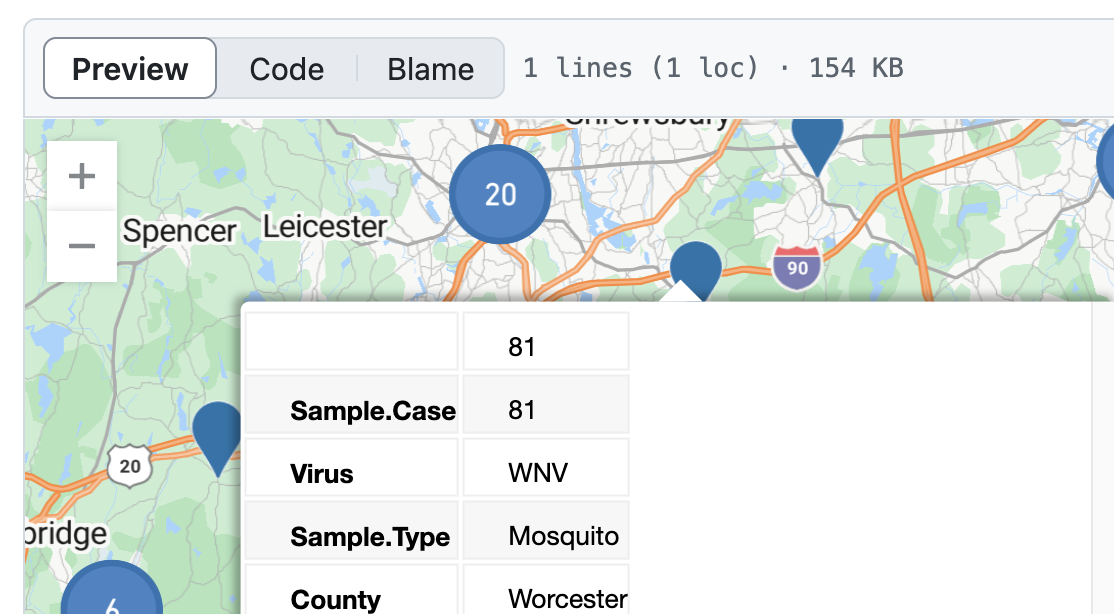 Preview Code Blame 1 lines (1 loc) · 154 KB
Shrewsbury
+
20
Spencer Leicester
−
90
81
Sample.Case 81
20
Virus WNV
Sample.Type Mosquito
bridge
County Worcester
6